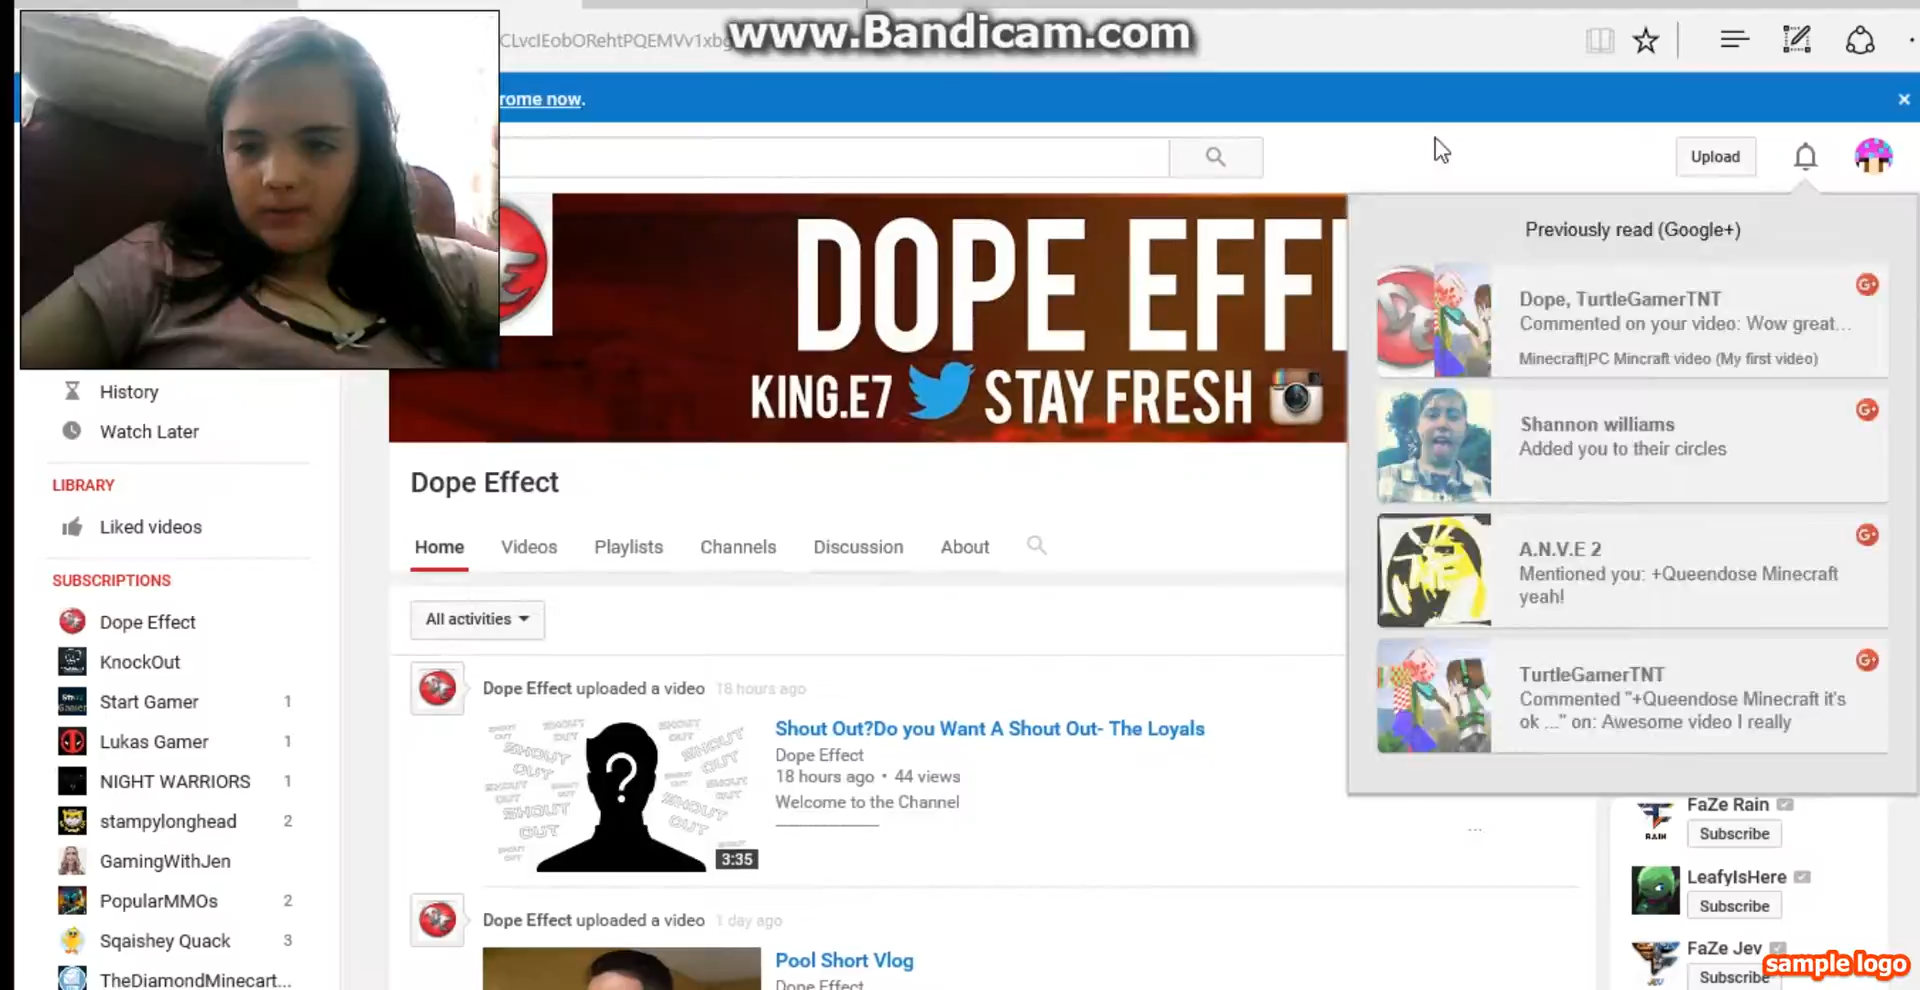 www.Bandicam.com
CLvcIEobORehtPQEMVv1xbg
rome now.
Upload
DOPE EFFE
KING.E7 STAY FRESH
Previously read (Google+)
Dope, TurtleGamerTNT
Commented on your video: Wow great...
Minecraft|PC Mincraft video (My first video)
Shannon williams
Added you to their circles
A.N.V.E 2
Mentioned you: +Queendose Minecraft
yeah!
TurtleGamerTNT
Commented "+Queendose Minecraft it's
ok ..." on: Awesome video I really
History
Watch Later
LIBRARY
Liked videos
SUBSCRIPTIONS
Dope Effect
KnockOut
Start Gamer 1
Lukas Gamer 1
NIGHT WARRIORS 1
stampylonghead 2
GamingWithJen
PopularMMOs 2
Sqaishey Quack 3
TheDiamondMinecart...
Dope Effect
Home Videos Playlists Channels Discussion About
All activities
Dope Effect uploaded a video 18 hours ago
SHOUT OUT
?
3:35
Shout Out?Do you Want A Shout Out- The Loyals
Dope Effect
18 hours ago • 44 views
Welcome to the Channel
Dope Effect uploaded a video 1 day ago
Pool Short Vlog
Dope Effect
FaZe Rain
RAIN
Subscribe
LeafyIsHere
Subscribe
FaZe Jev
Subscribe
sample logo